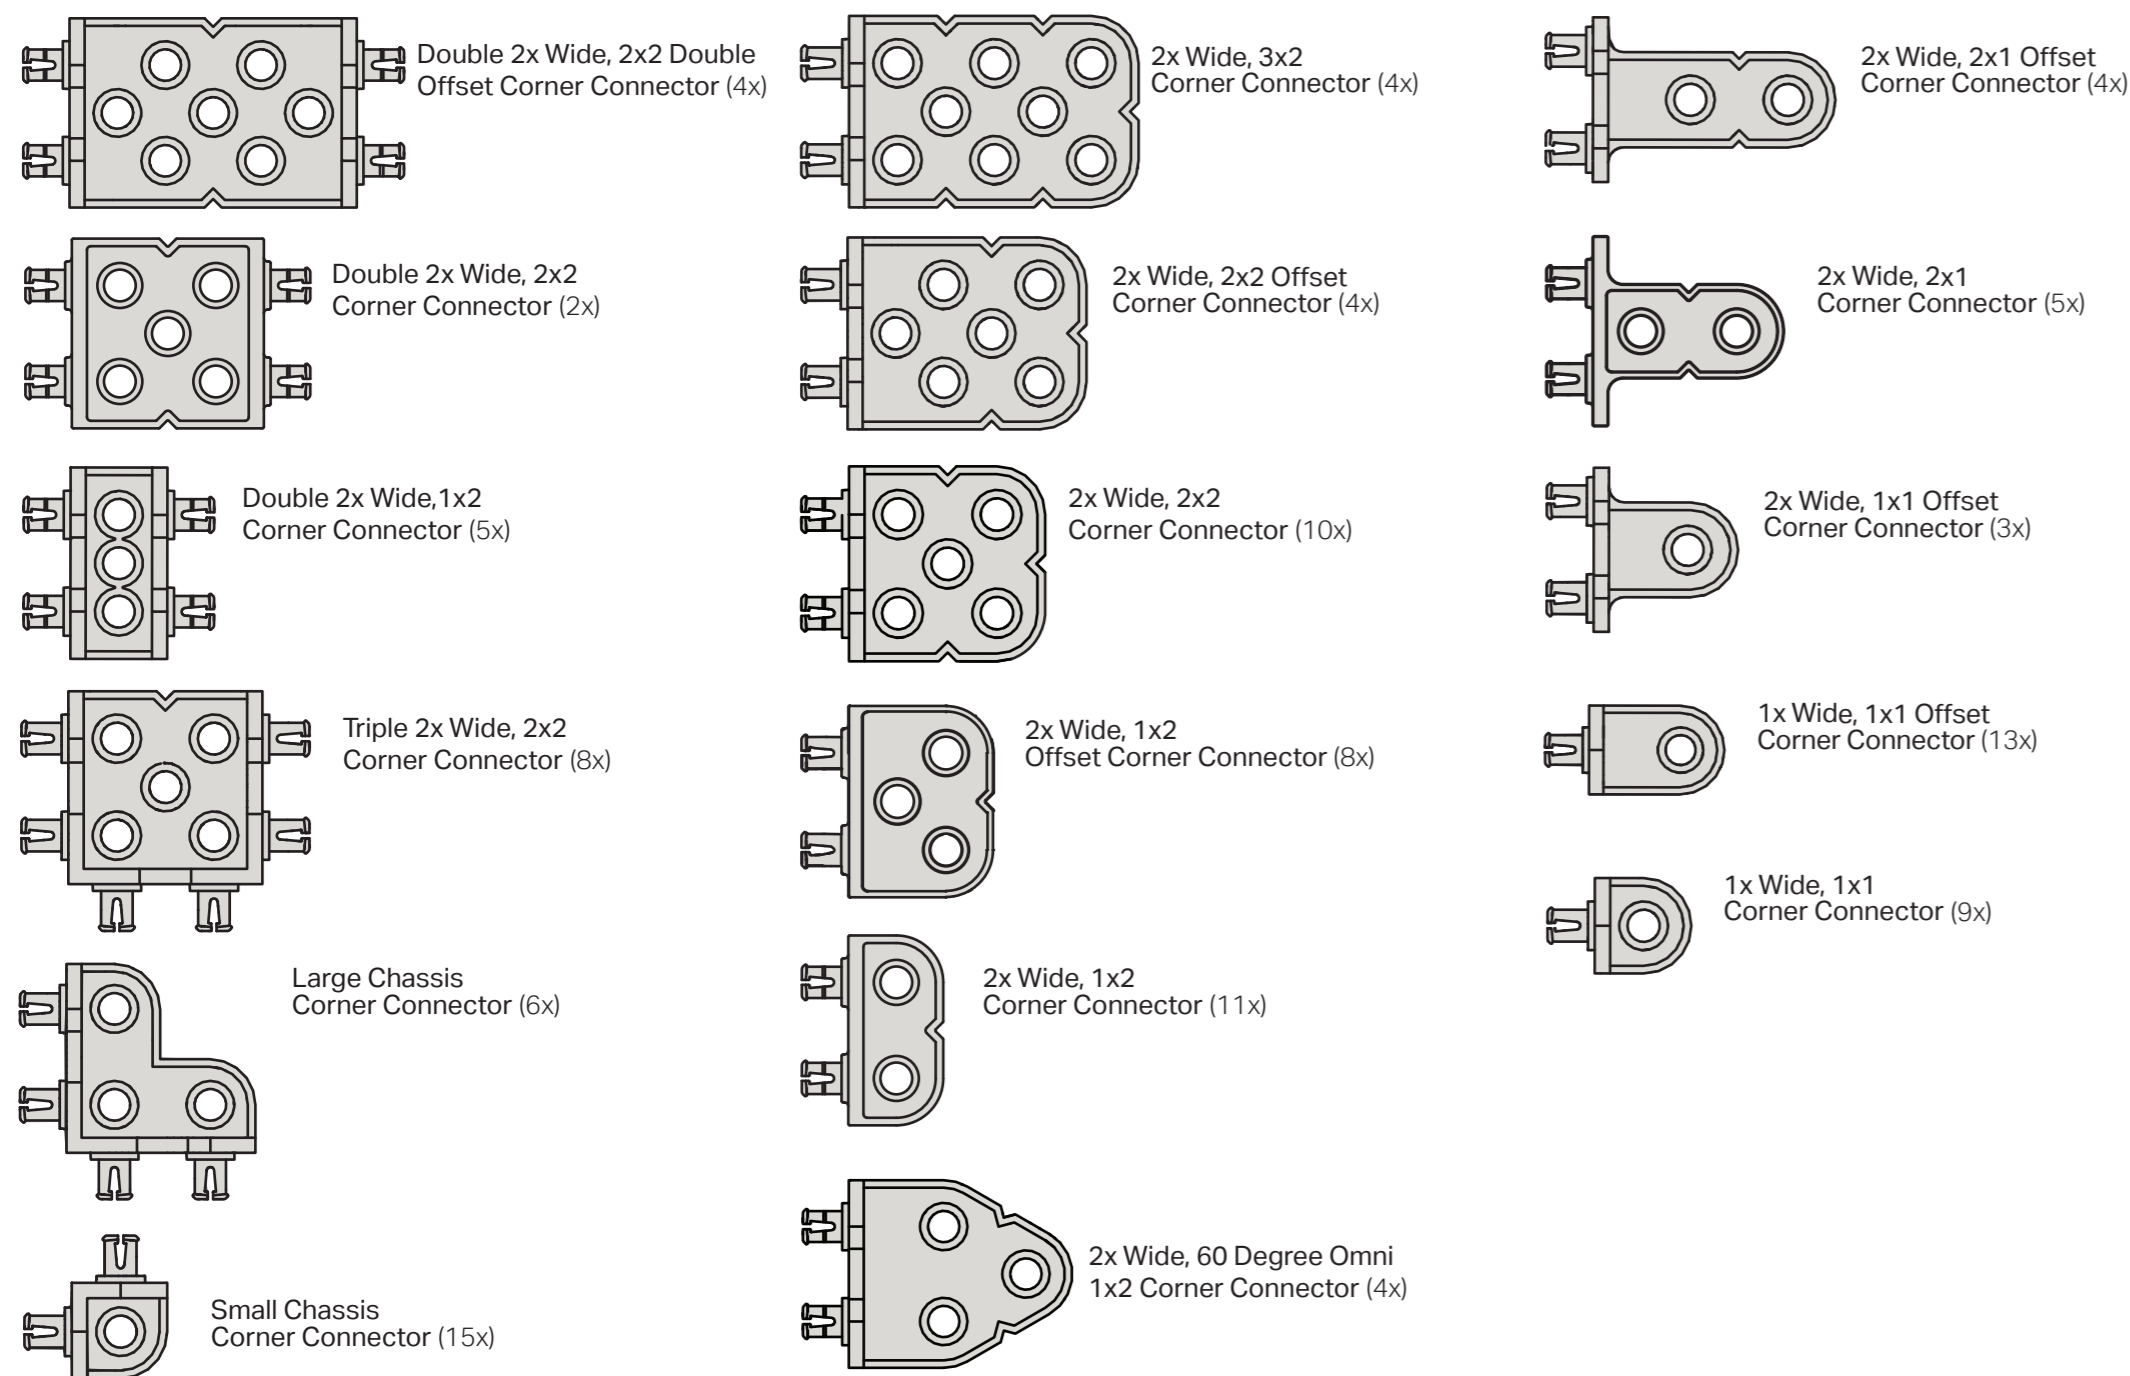 Double 2x Wide, 2x2 Double
Offset Corner Connector (4x)
Double 2x Wide, 2x2
Corner Connector (2x)
Double 2x Wide,1x2
Corner Connector (5x)
Triple 2x Wide, 2x2
Corner Connector (8x)
Large Chassis
Corner Connector (6x)
Small Chassis
Corner Connector (15x)
2x Wide, 3x2
Corner Connector (4x)
2x Wide, 2x2 Offset
Corner Connector (4x)
2x Wide, 2x2
Corner Connector (10x)
2x Wide, 1x2
Offset Corner Connector (8x)
2x Wide, 1x2
Corner Connector (11x)
2x Wide, 60 Degree Omni
1x2 Corner Connector (4x)
2x Wide, 2x1 Offset
Corner Connector (4x)
2x Wide, 2x1
Corner Connector (5x)
2x Wide, 1x1 Offset
Corner Connector (3x)
1x Wide, 1x1 Offset
Corner Connector (13x)
1x Wide, 1x1
Corner Connector (9x)